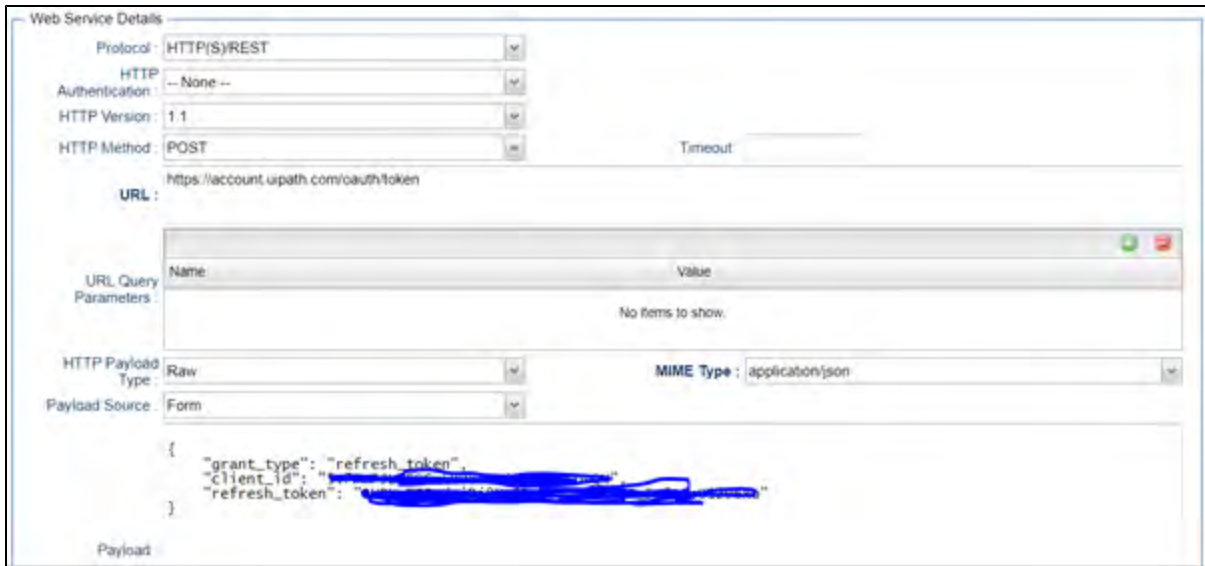 Web Service Details
Protocol : HTTP(S)/REST
HTTP Authentication : -- None --
HTTP Version : 1.1
HTTP Method : POST Timeout
URL : https://account.uipath.com/oauth/token
Name Value
URL Query Parameters :
No items to show.
HTTP Payload Type : Raw MIME Type : application/json
Payload Source : Form
{
"grant_type": "refresh_token",
"client_id": "
"refresh_token": "
}
Payload